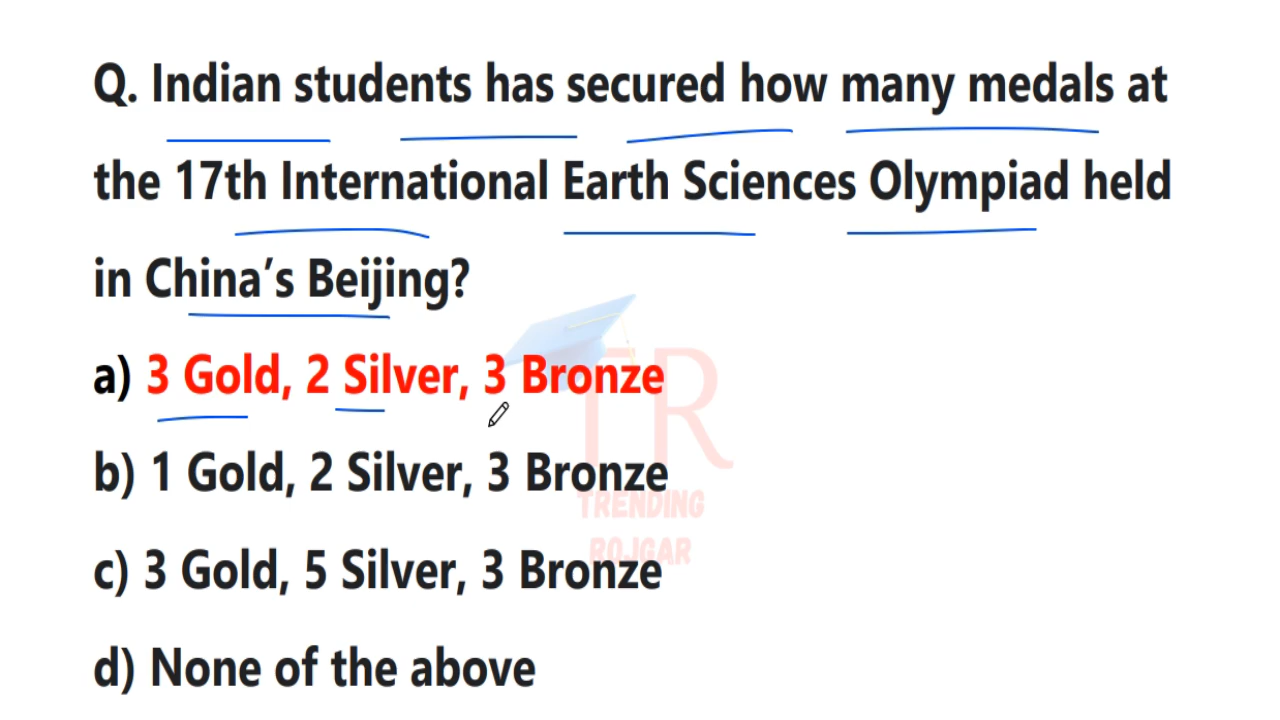 Q. Indian students has secured how many medals at
the 17th International Earth Sciences Olympiad held
in China’s Beijing?
a) 3 Gold, 2 Silver, 3 Bronze
b) 1 Gold, 2 Silver, 3 Bronze
c) 3 Gold, 5 Silver, 3 Bronze
d) None of the above
TR
TRENDING
ROJGAR